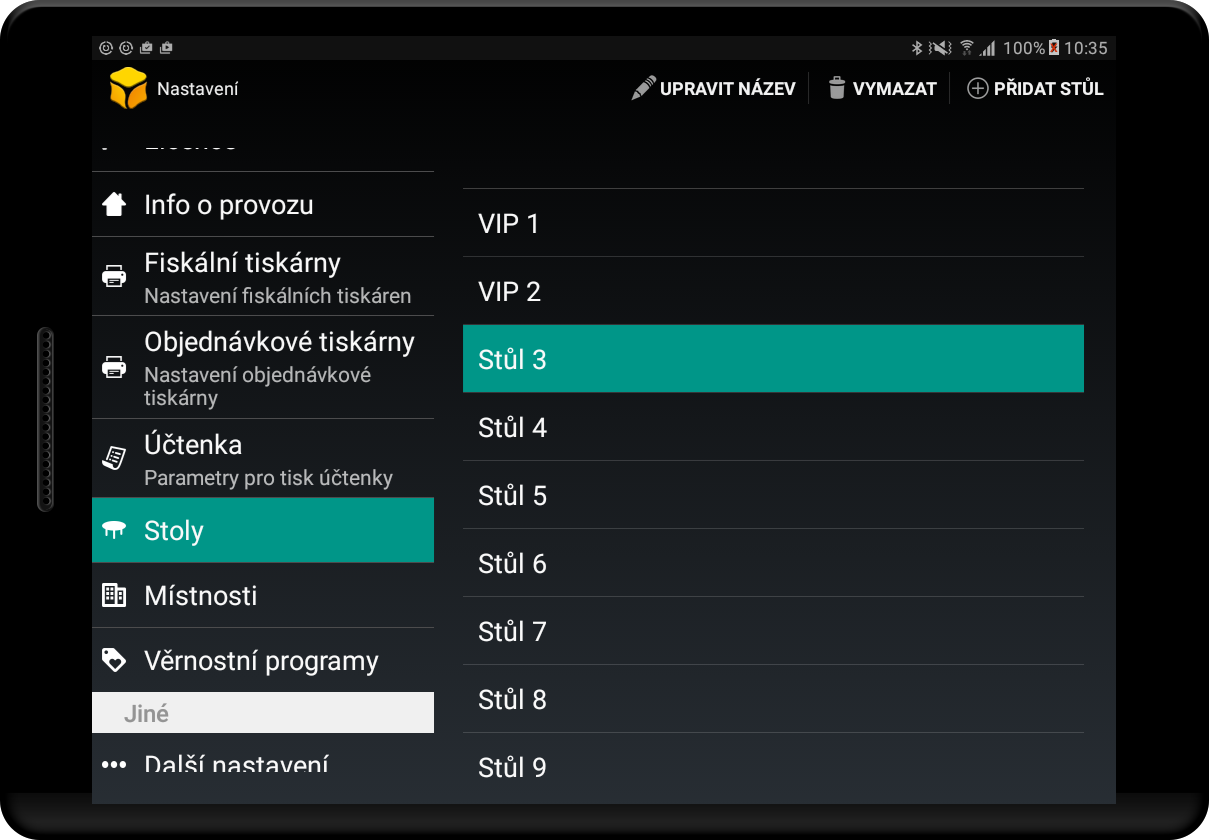 100% 10:35
Nastavení
UPRAVIT NÁZEV
VYMAZAT
PŘIDAT STŮL
Info o provozu
Fiskální tiskárny
Nastavení fiskálních tiskáren
Objednávkové tiskárny
Nastavení objednávkové
tiskárny
Účtenka
Parametry pro tisk účtenky
Stoly
Místnosti
Věrnostní programy
Jiné
Další nastavení
VIP 1
VIP 2
Stůl 3
Stůl 4
Stůl 5
Stůl 6
Stůl 7
Stůl 8
Stůl 9